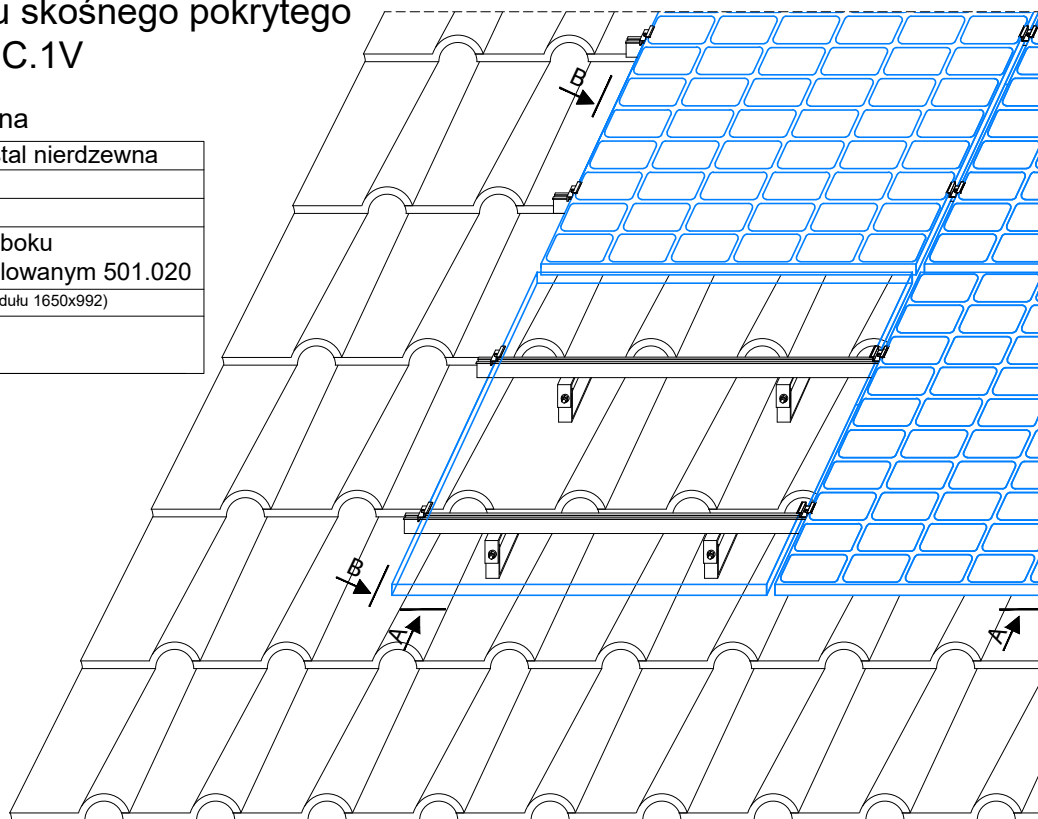 u skośnego pokrytego
C.1V
na
tal nierdzewna
boku
lowanym 501.020
dułu 1650x992)
B
B
A
A